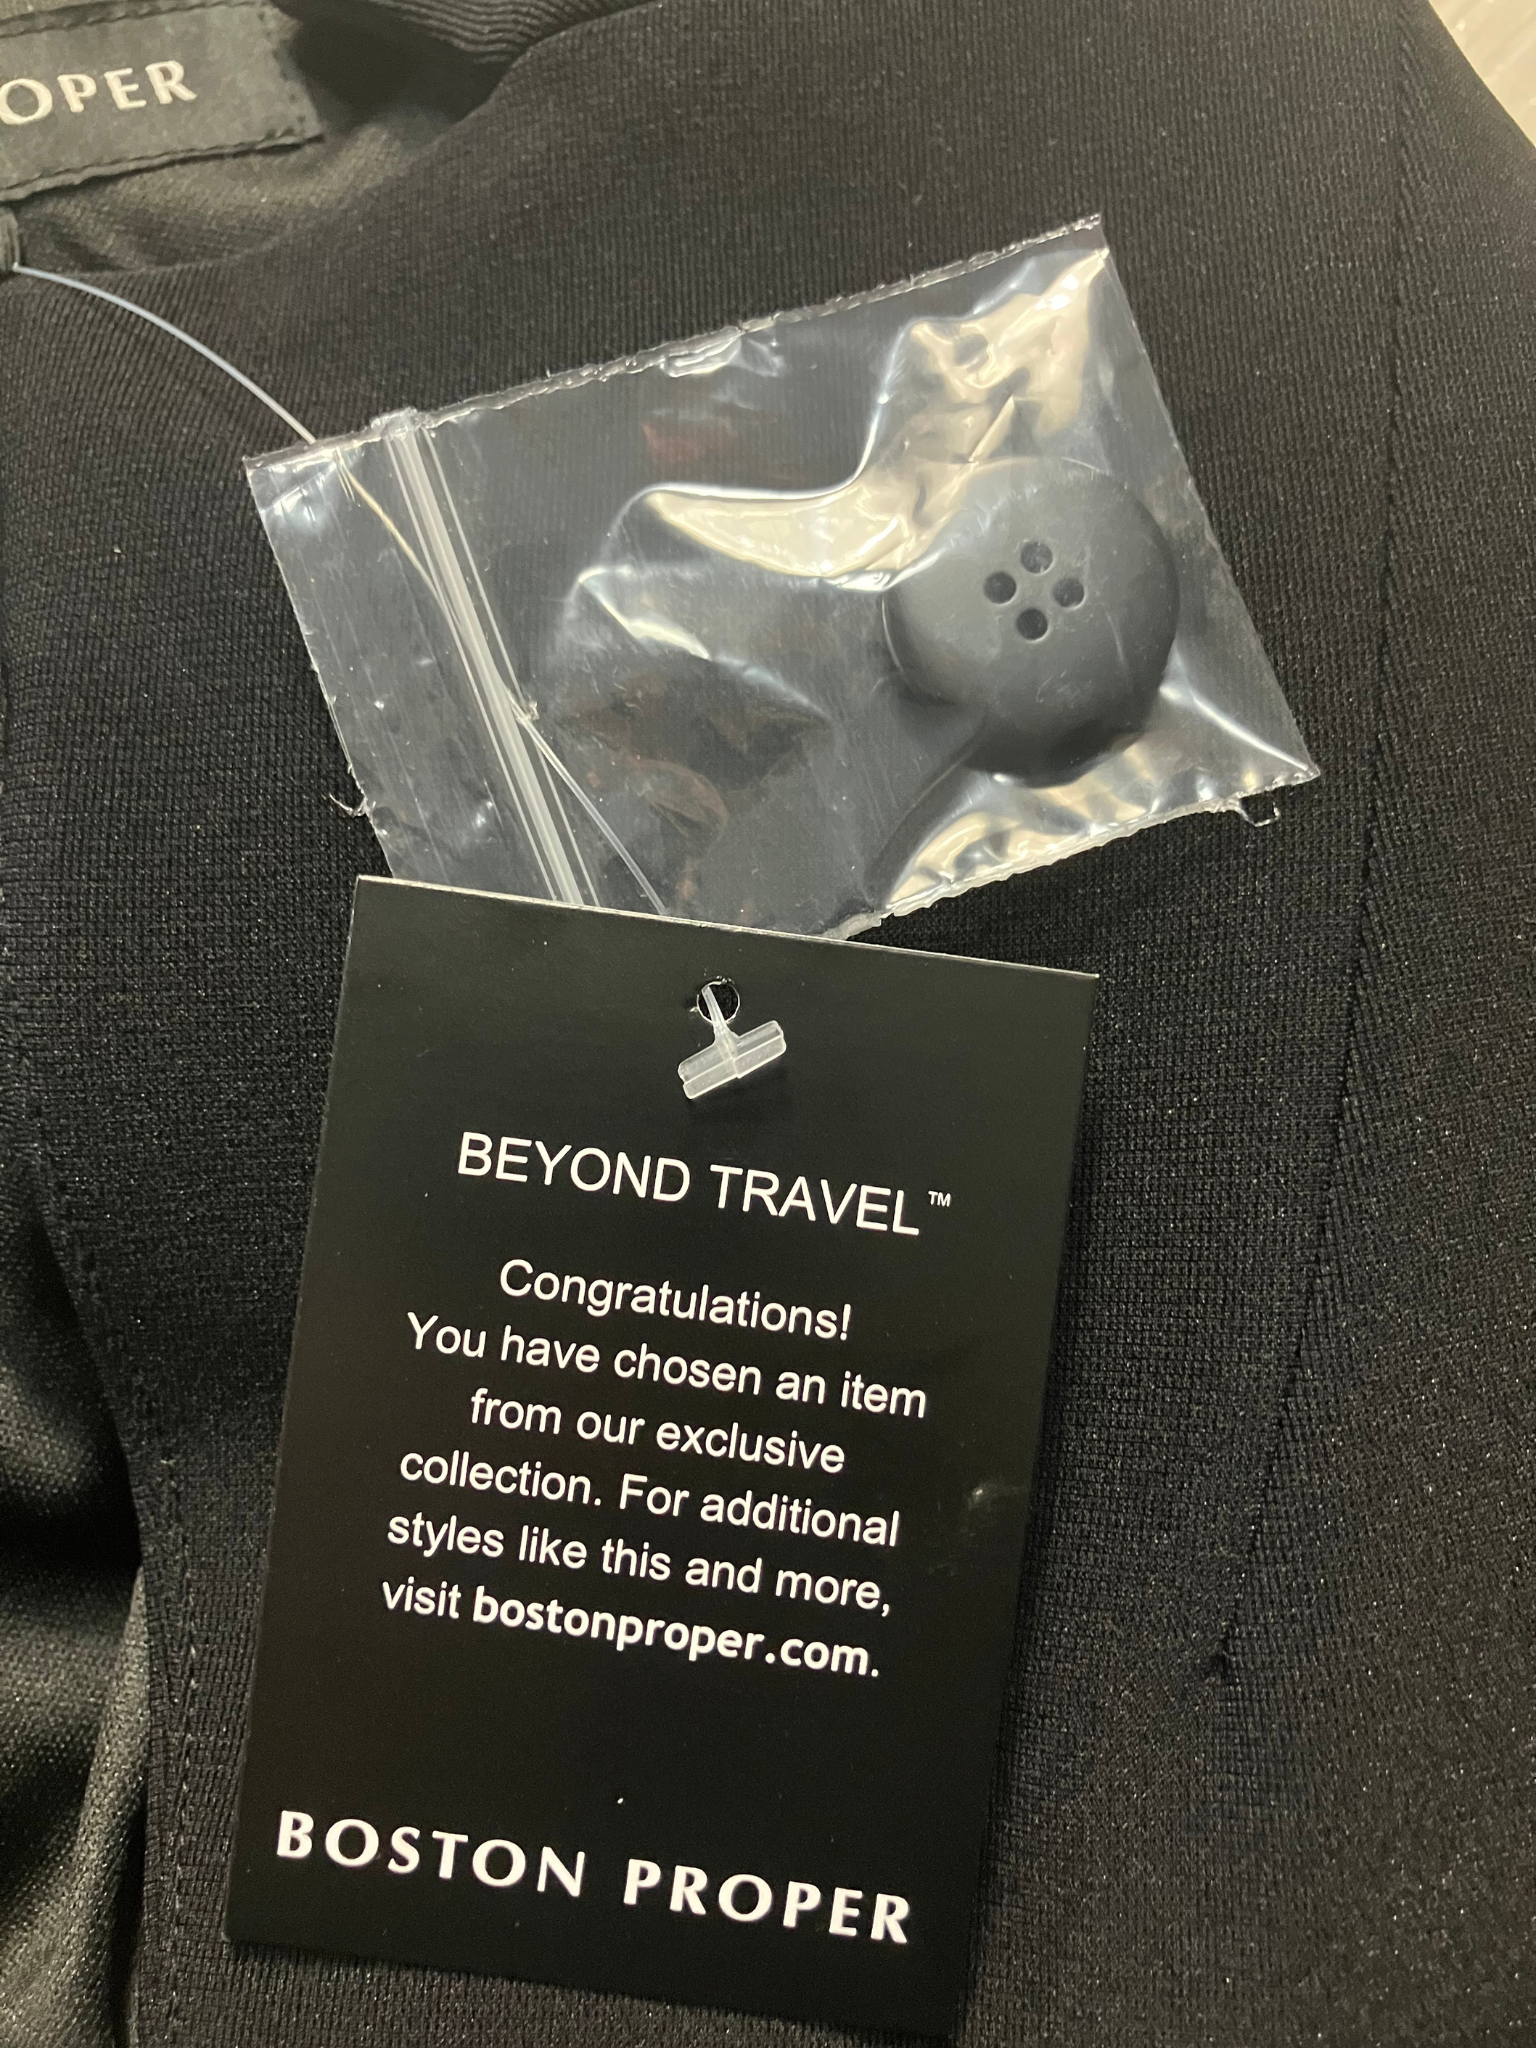 OPER
BEYOND TRAVEL™
Congratulations!
You have chosen an item
from our exclusive
collection. For additional
styles like this and more,
visit bostonproper.com.
BOSTON PROPER